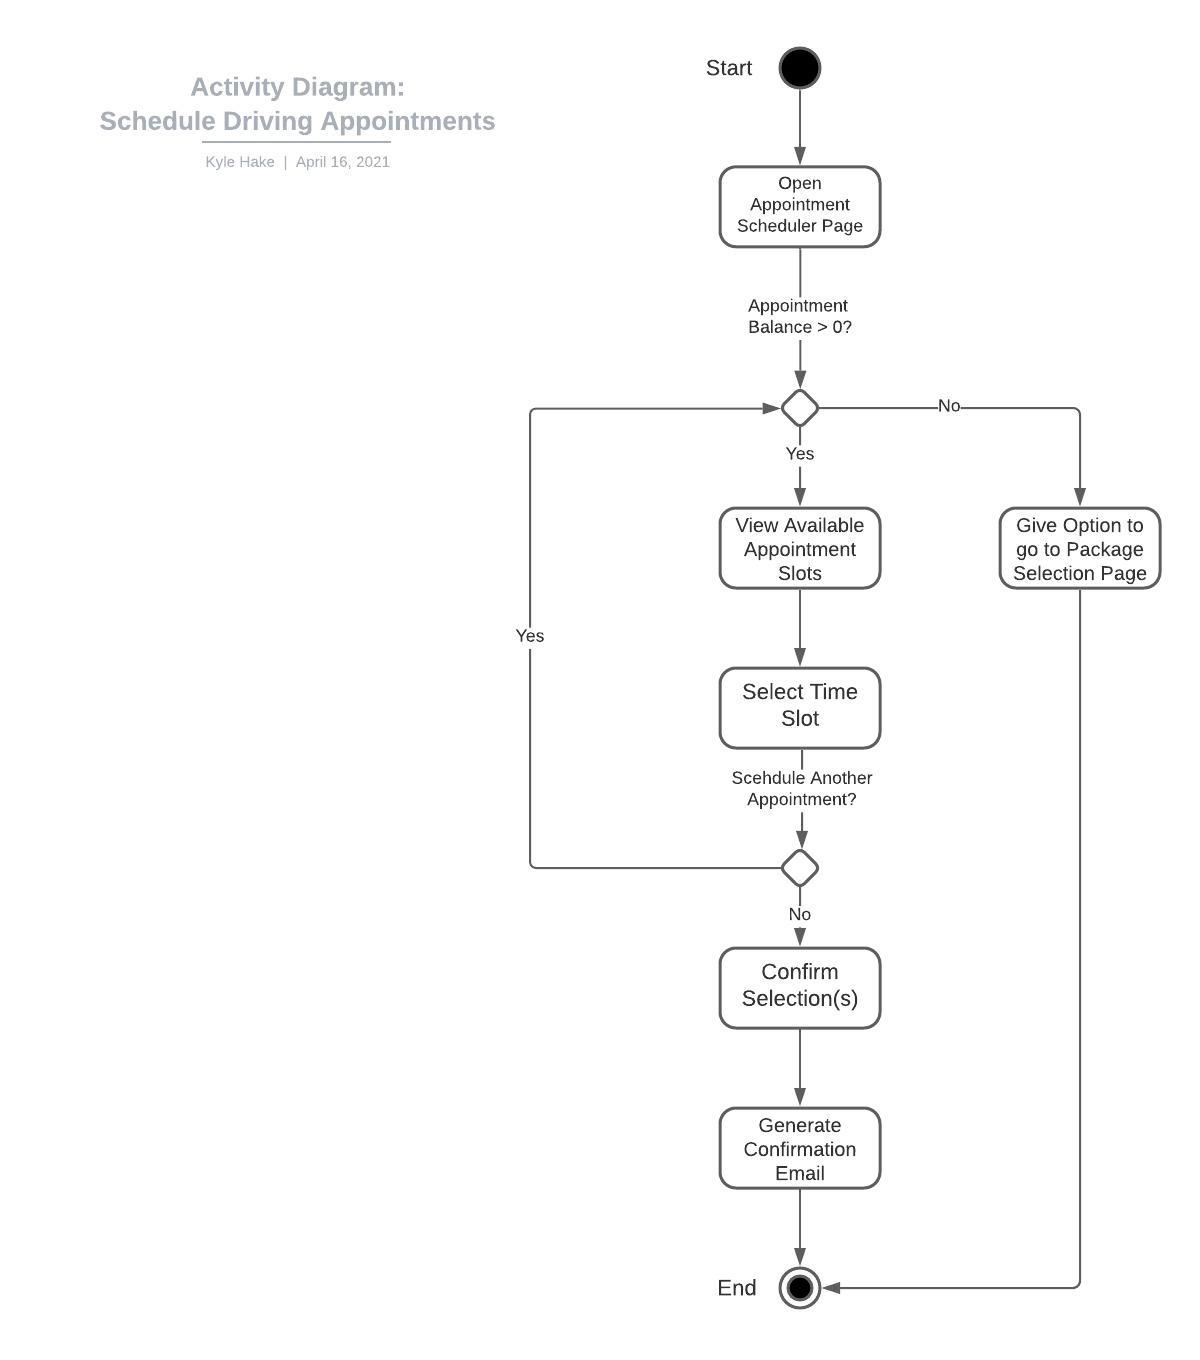 Activity Diagram:
Schedule Driving Appointments
Kyle Hake | April 16, 2021
Start
Open
Appointment
Scheduler Page
Appointment
Balance > 0?
No
Yes
View Available
Appointment
Slots
Give Option to
go to Package
Selection Page
Yes
Select Time
Slot
Scehdule Another
Appointment?
No
Confirm
Selection(s)
Generate
Confirmation
Email
End